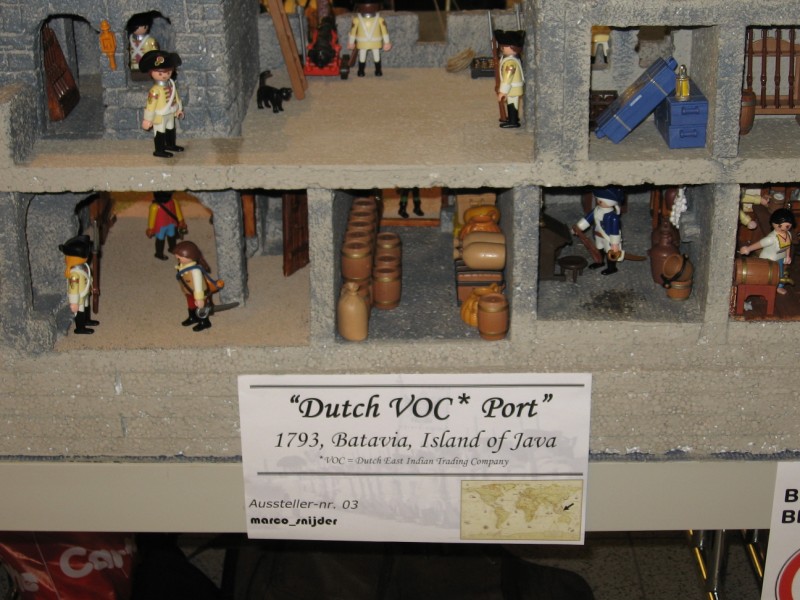 "Dutch VOC* Port"
1793, Batavia, Island of Java
*VOC = Dutch East Indian Trading Company
Aussteller-nr. 03
marco_snijder